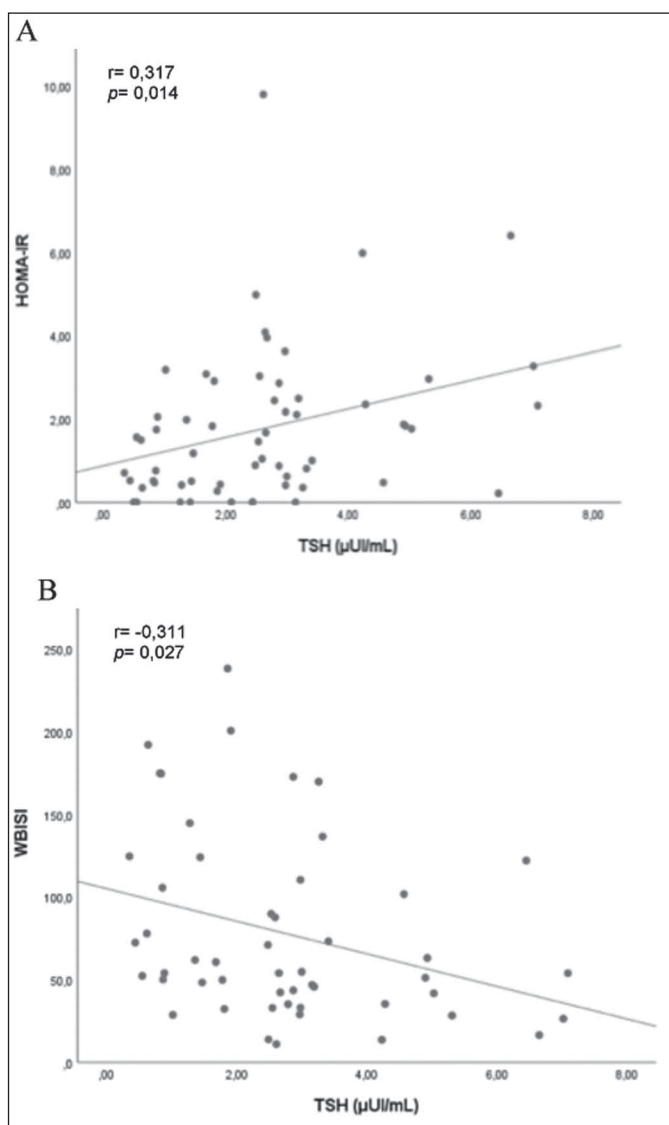 A
r= 0,317
p= 0,014
10,00
8,00
6,00
4,00
2,00
,00
HOMA-IR
,00 2,00 4,00 6,00 8,00
TSH (µUI/mL)
B
r= -0,311
p= 0,027
250,0
200,0
150,0
100,0
50,0
,0
WBISI
,00 2,00 4,00 6,00 8,00
TSH (µUI/mL)